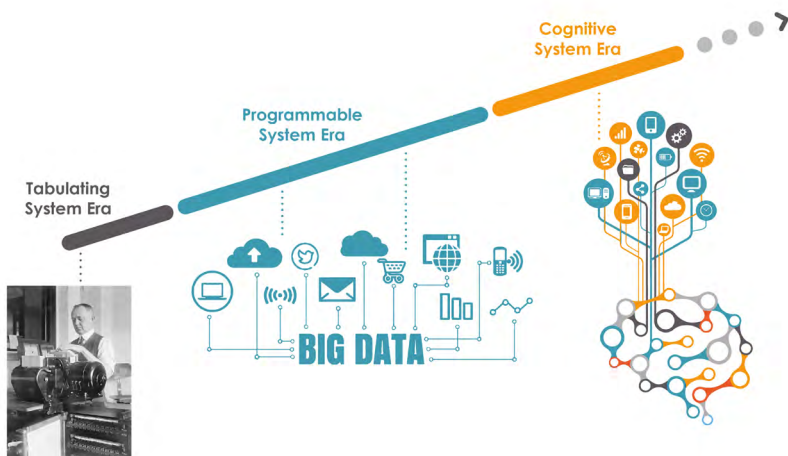 Cognitive
System Era
Programmable
System Era
Tabulating
System Era
BIG DATA